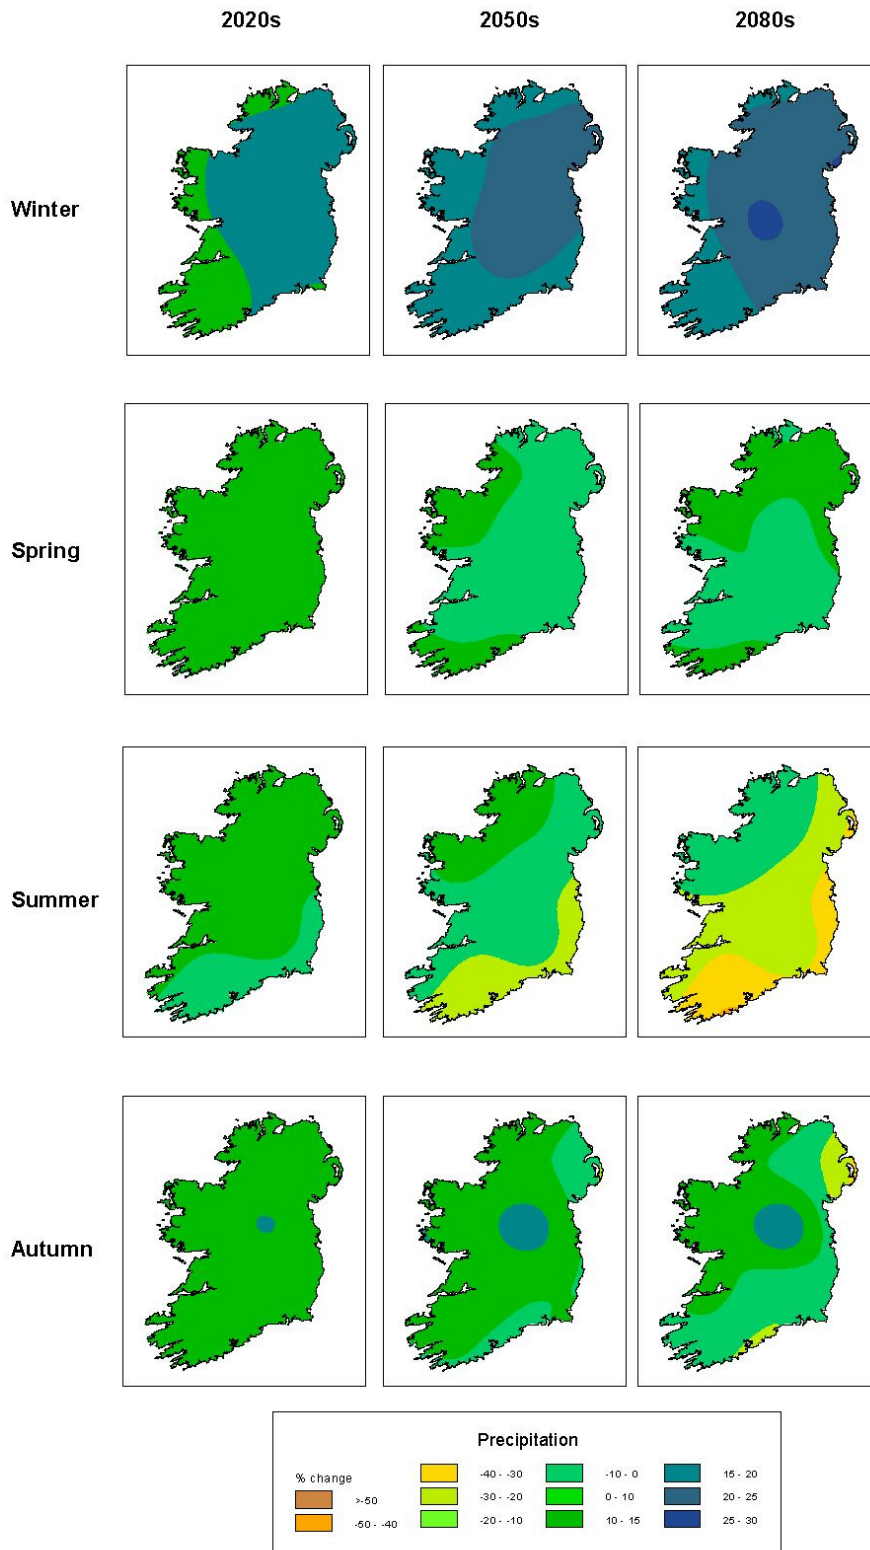 2020s 2050s 2080s
Winter
Spring
Summer
Autumn
Precipitation
% change
>-50
-50 - -40
-40 - -30
-30 - -20
-20 - -10
-10 - 0
0 - 10
10 - 15
15 - 20
20 - 25
25 - 30